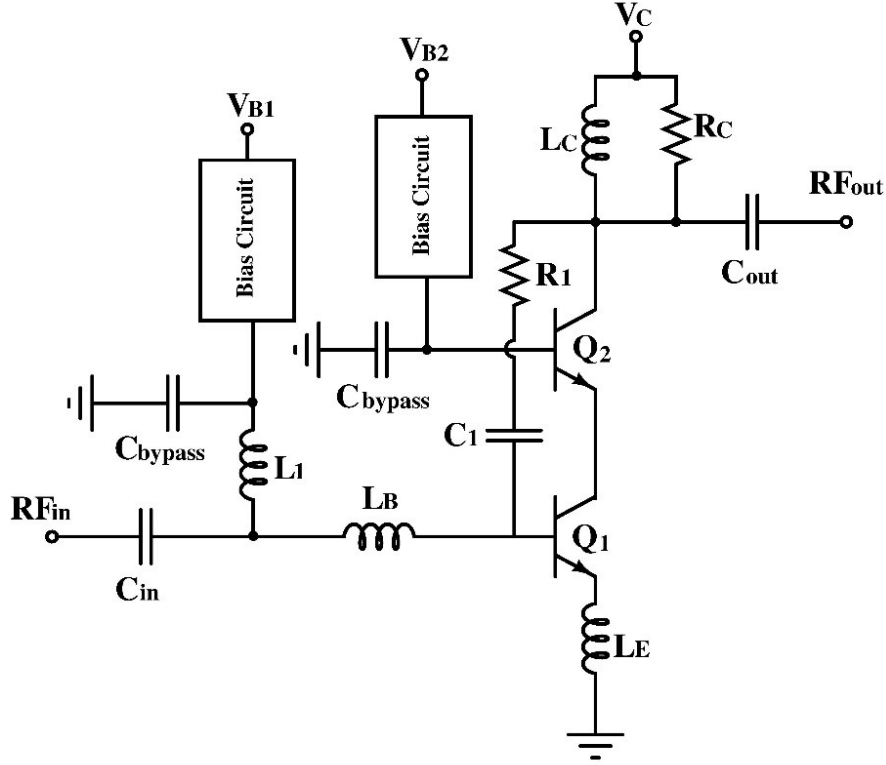 VC
VB2
VB1
LC
RC
RFout
Bias Circuit
Bias Circuit
R1
Cout
Q2
Cbypass
Cbypass
C1
L1
RFin
LB
Q1
Cin
LE